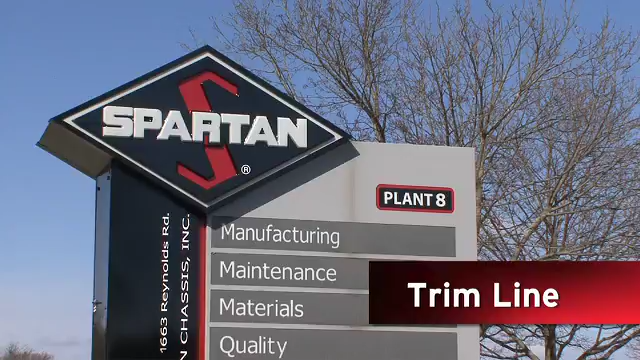 SPARTAN
®
PLANT 8
Manufacturing
Maintenance
Materials
Quality
1663 Reynolds Rd.
N CHASSIS, INC.
Trim Line